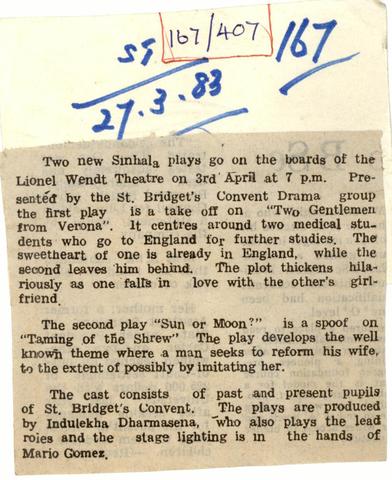 167/407
ST
167
27.3.83
Two new Sinhala plays go on the boards of the
Lionel Wendt Theatre on 3rd April at 7 p.m. Pre-
sented by the St. Bridget's Convent Drama group
the first play is a take off on "Two Gentlemen
from Verona". It centres around two medical stu-
dents who go to England for further studies. The
sweetheart of one is already in England, while the
second leaves him behind. The plot thickens hila-
riously as one falls in love with the other's girl-
friend.
The second play "Sun or Moon?" is a spoof on
"Taming of the Shrew" The play develops the well
known theme where a man seeks to reform his wife,
to the extent of possibly by imitating her.
The cast consists of past and present pupils
of St. Bridget's Convent. The plays are produced
by Indulekha Dharmasena, who also plays the lead
roies and the stage lighting is in the hands of
Mario Gomez.